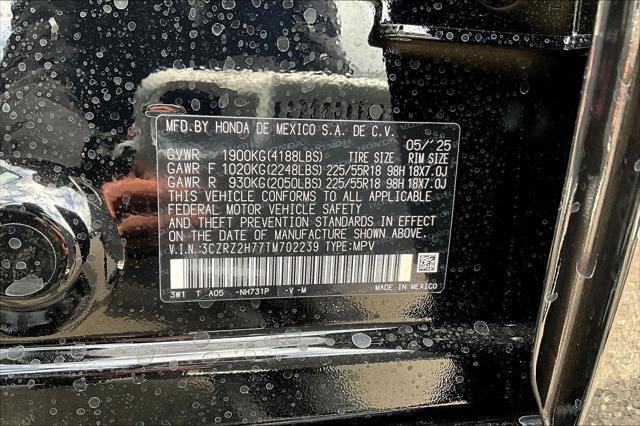 MFD.BY HONDA DE MEXICO S.A. DE C.V.
05/'25
GVWR 1900KG(4188LBS) TIRE SIZE RIM SIZE
GAWR F 1020KG(2248LBS) 225/55R18 98H 18X7.0J
GAWR R 930KG(2050LBS) 225/55R18 98H 18X7.0J
THIS VEHICLE CONFORMS TO ALL APPLICABLE
FEDERAL MOTOR VEHICLE SAFETY
AND THEFT PREVENTION STANDARDS IN EFFECT
ON THE DATE OF MANUFACTURE SHOWN ABOVE.
V.I.N.:3CZRZ2H77TM702239 TYPE:MPV
3W1 T A05 -NH731P -V-M MADE IN MEXICO